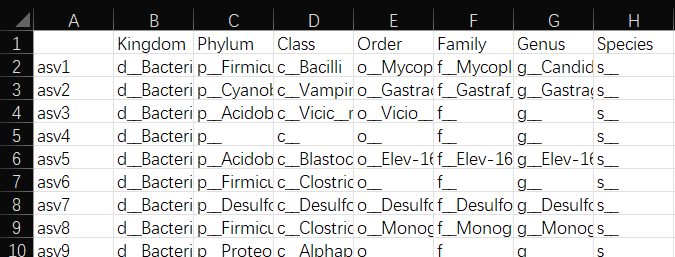 A B C D E F G H
1 Kingdom Phylum Class Order Family Genus Species
2 asv1 d__Bacteri p__Firmicu c__Bacilli o__Mycop f__Mycopl g__Candid s__
3 asv2 d__Bacteri p__Cyanob c__Vampir o__Gastrac f__Gastraf_ g__Gastrag s__
4 asv3 d__Bacteri p__Acidob c__Vicic__r o__Vicio__ f__ g__ s__
5 asv4 d__Bacteri p__ c__ o__ f__ g__ s__
6 asv5 d__Bacteri p__Acidob c__Blastoc o__Elev-16 f__Elev-16 g__Elev-16 s__
7 asv6 d__Bacteri p__Firmicu c__Clostric o__ f__ g__ s__
8 asv7 d__Bacteri p__Desulfo c__Desulfo o__Desulfo f__Desulfo g__Desulfo s__
9 asv8 d__Bacteri p__Firmicu c__Clostric o__Monog f__Monog g__Monog s__
10 asv9 d__Bacteri p__Proteo c__Alphap o f g s